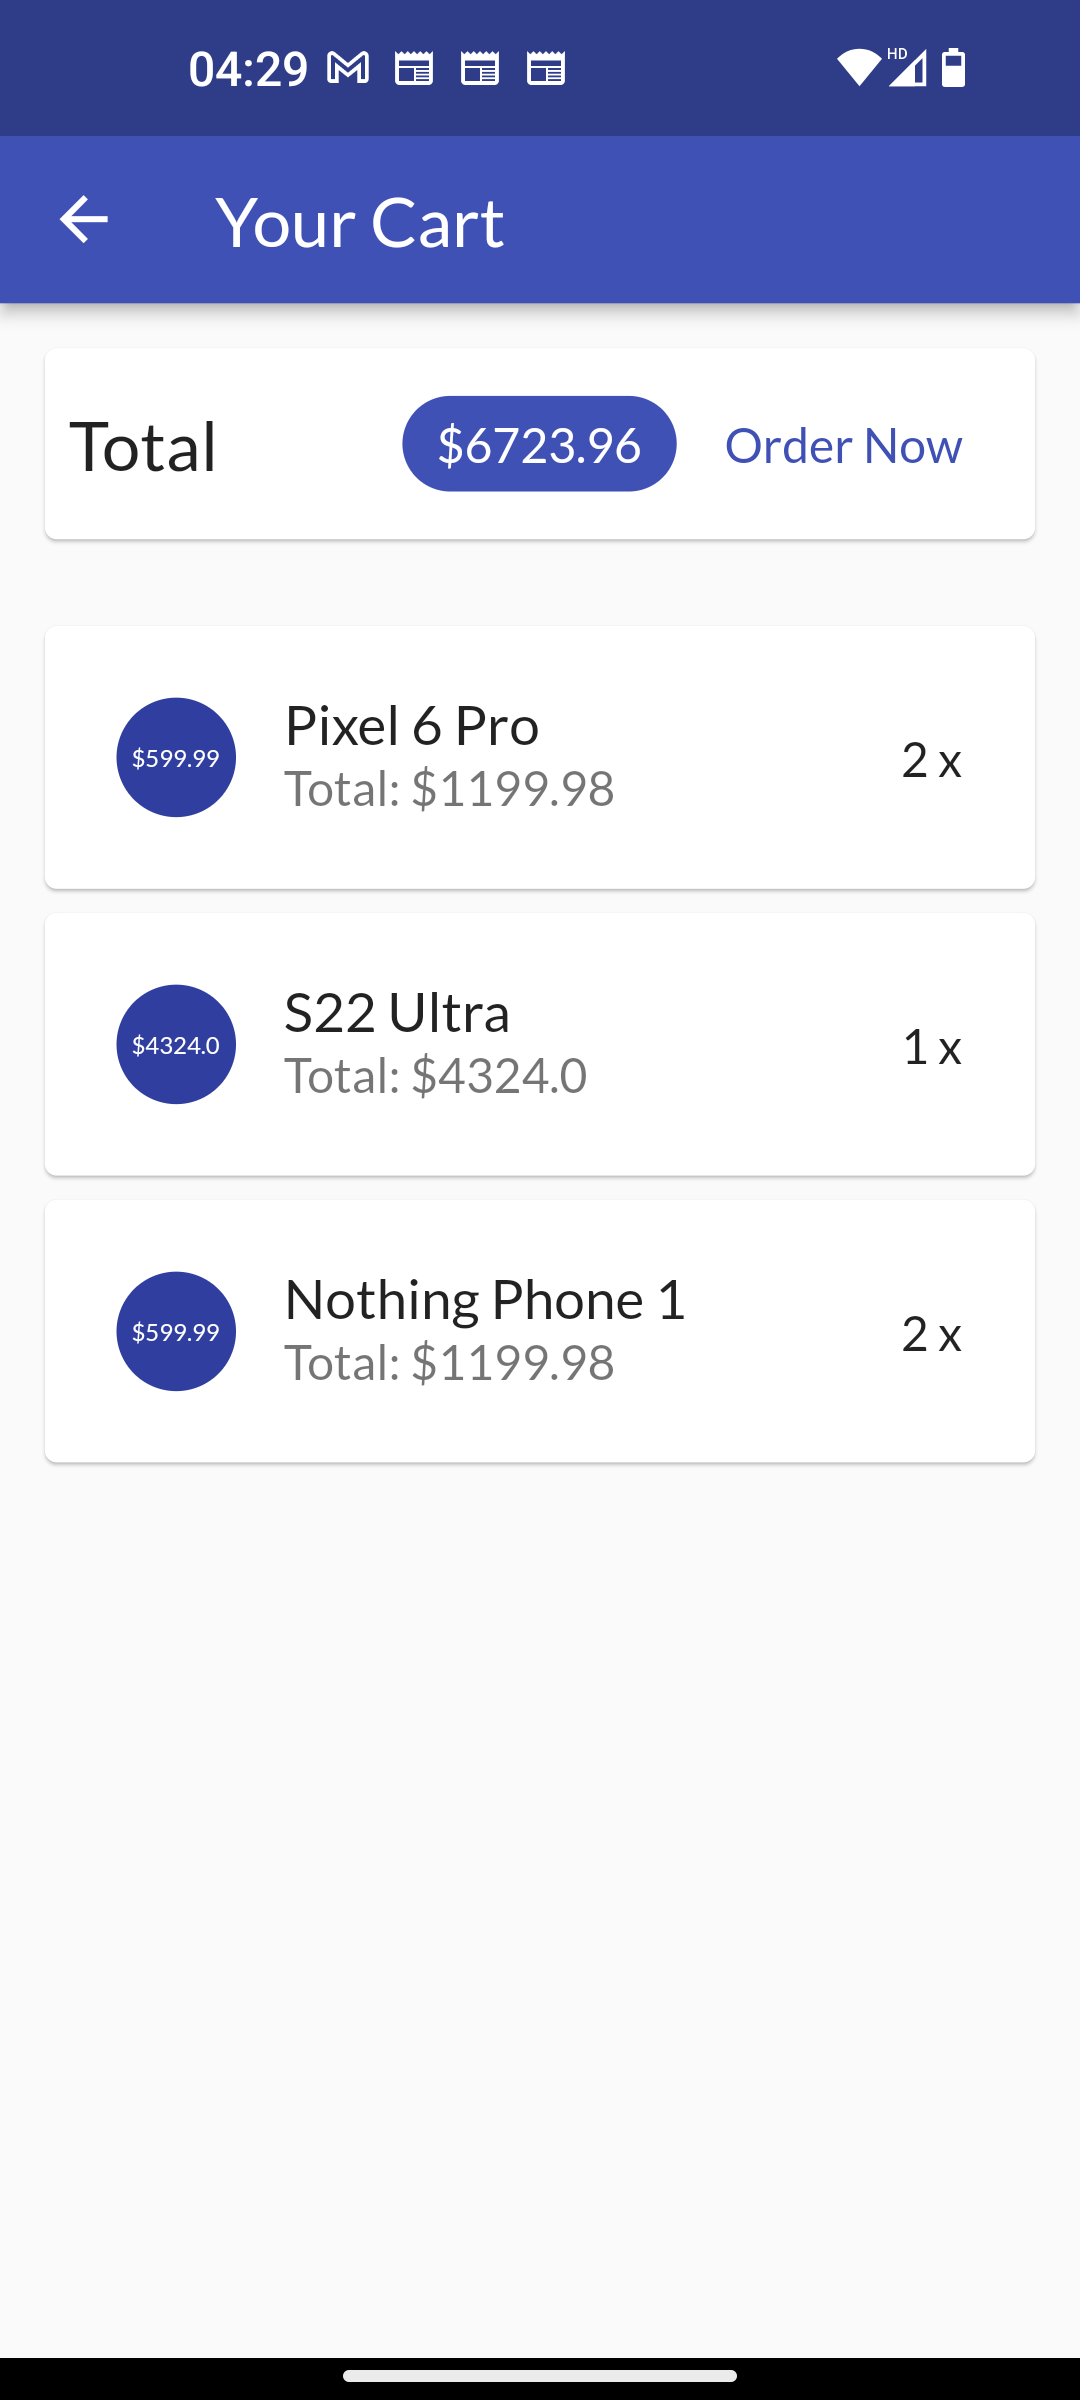 04:29
HD
Your Cart
Total $6723.96 Order Now
$599.99
Pixel 6 Pro
Total: $1199.98
2 x
$4324.0
S22 Ultra
Total: $4324.0
1 x
$599.99
Nothing Phone 1
Total: $1199.98
2 x